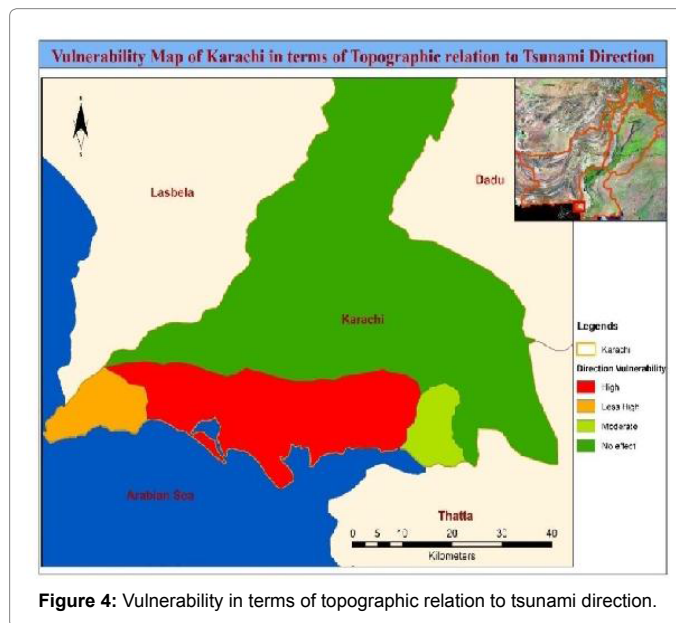 Vulnerability Map of Karachi in terms of Topographic relation to Tsunami Direction
Lasbela
Dadu
Karachi
Arabian Sea
Thatta
Legends
Karachi
Direction Vulnerability
High
Less High
Moderate
No effect
0 5 10 20 30 40
Kilometers
Figure 4: Vulnerability in terms of topographic relation to tsunami direction.